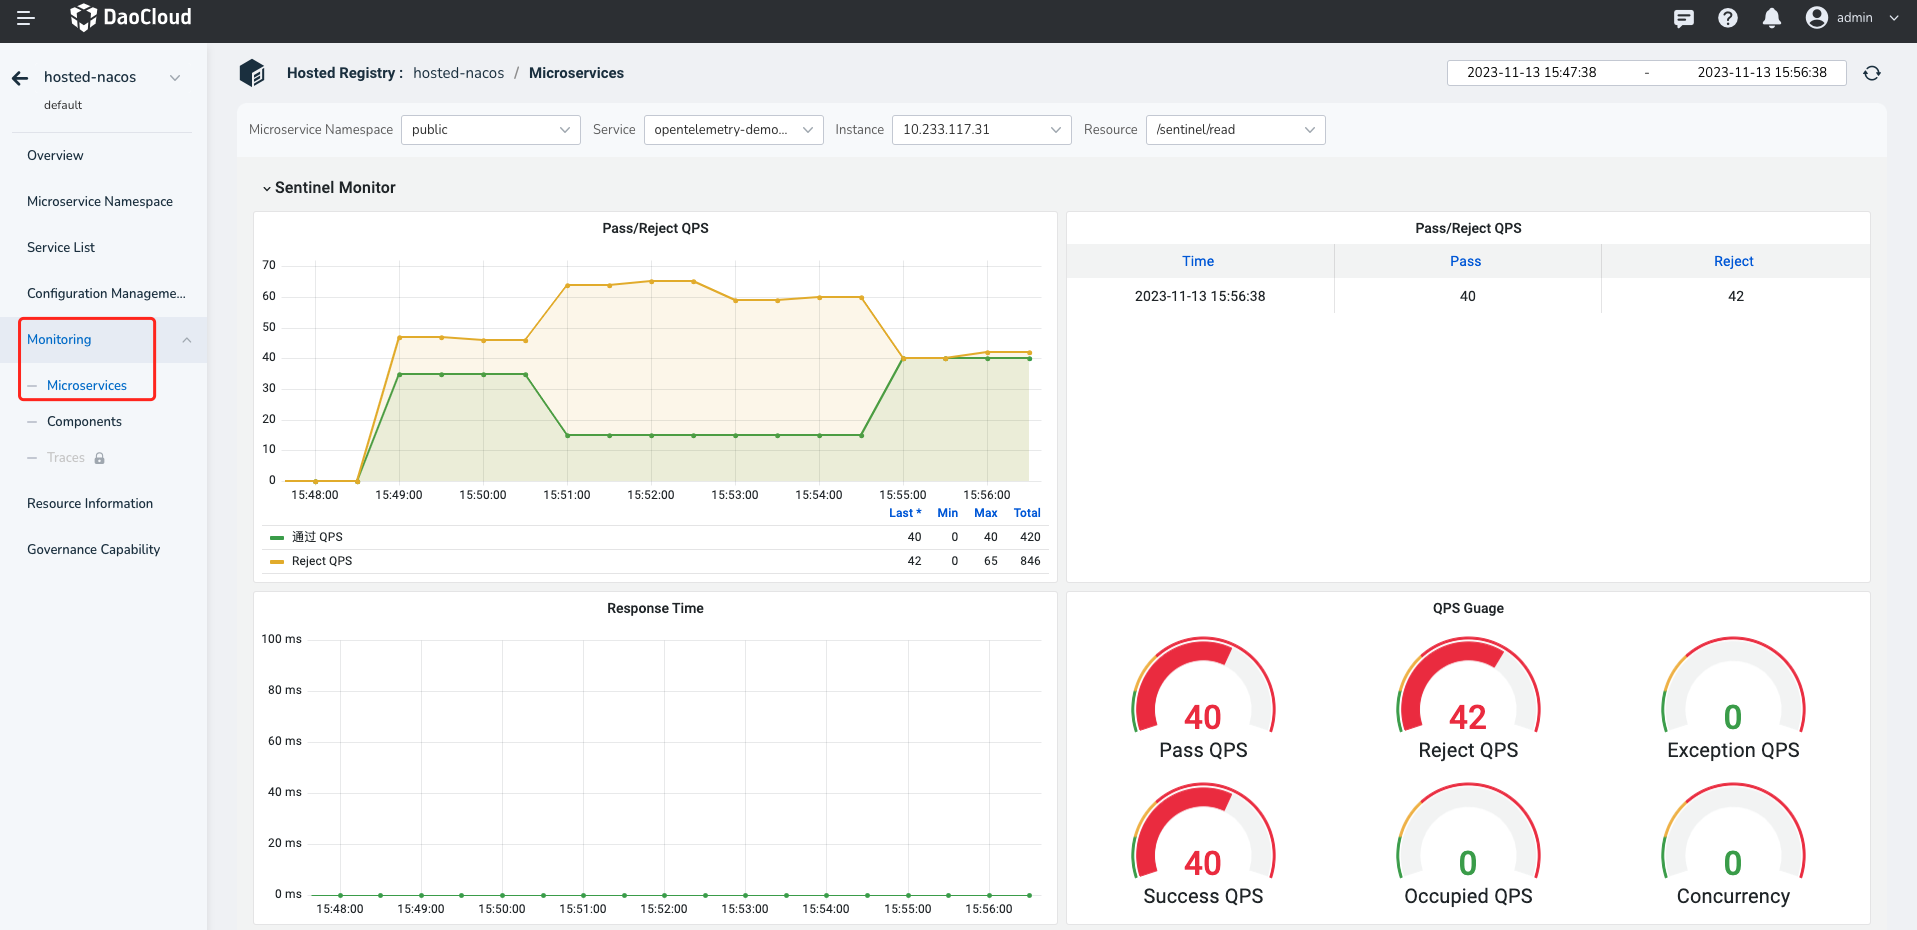 DaoCloud
admin
hosted-nacos
default
Overview
Microservice Namespace
Service List
Configuration Manageme...
Monitoring
Microservices
Components
Traces
Resource Information
Governance Capability
Hosted Registry : hosted-nacos / Microservices
2023-11-13 15:47:38 - 2023-11-13 15:56:38
Microservice Namespace public Service opentelemetry-demo... Instance 10.233.117.31 Resource /sentinel/read
Sentinel Monitor
Pass/Reject QPS
70
60
50
40
30
20
10
0
15:48:00 15:49:00 15:50:00 15:51:00 15:52:00 15:53:00 15:54:00 15:55:00 15:56:00
Last * Min Max Total
通过 QPS 40 0 40 420
Reject QPS 42 0 65 846
Pass/Reject QPS
Time Pass Reject
2023-11-13 15:56:38 40 42
Response Time
100 ms
80 ms
60 ms
40 ms
20 ms
0 ms
15:48:00 15:49:00 15:50:00 15:51:00 15:52:00 15:53:00 15:54:00 15:55:00 15:56:00
QPS Guage
40 42 0
Pass QPS Reject QPS Exception QPS
40 0 0
Success QPS Occupied QPS Concurrency